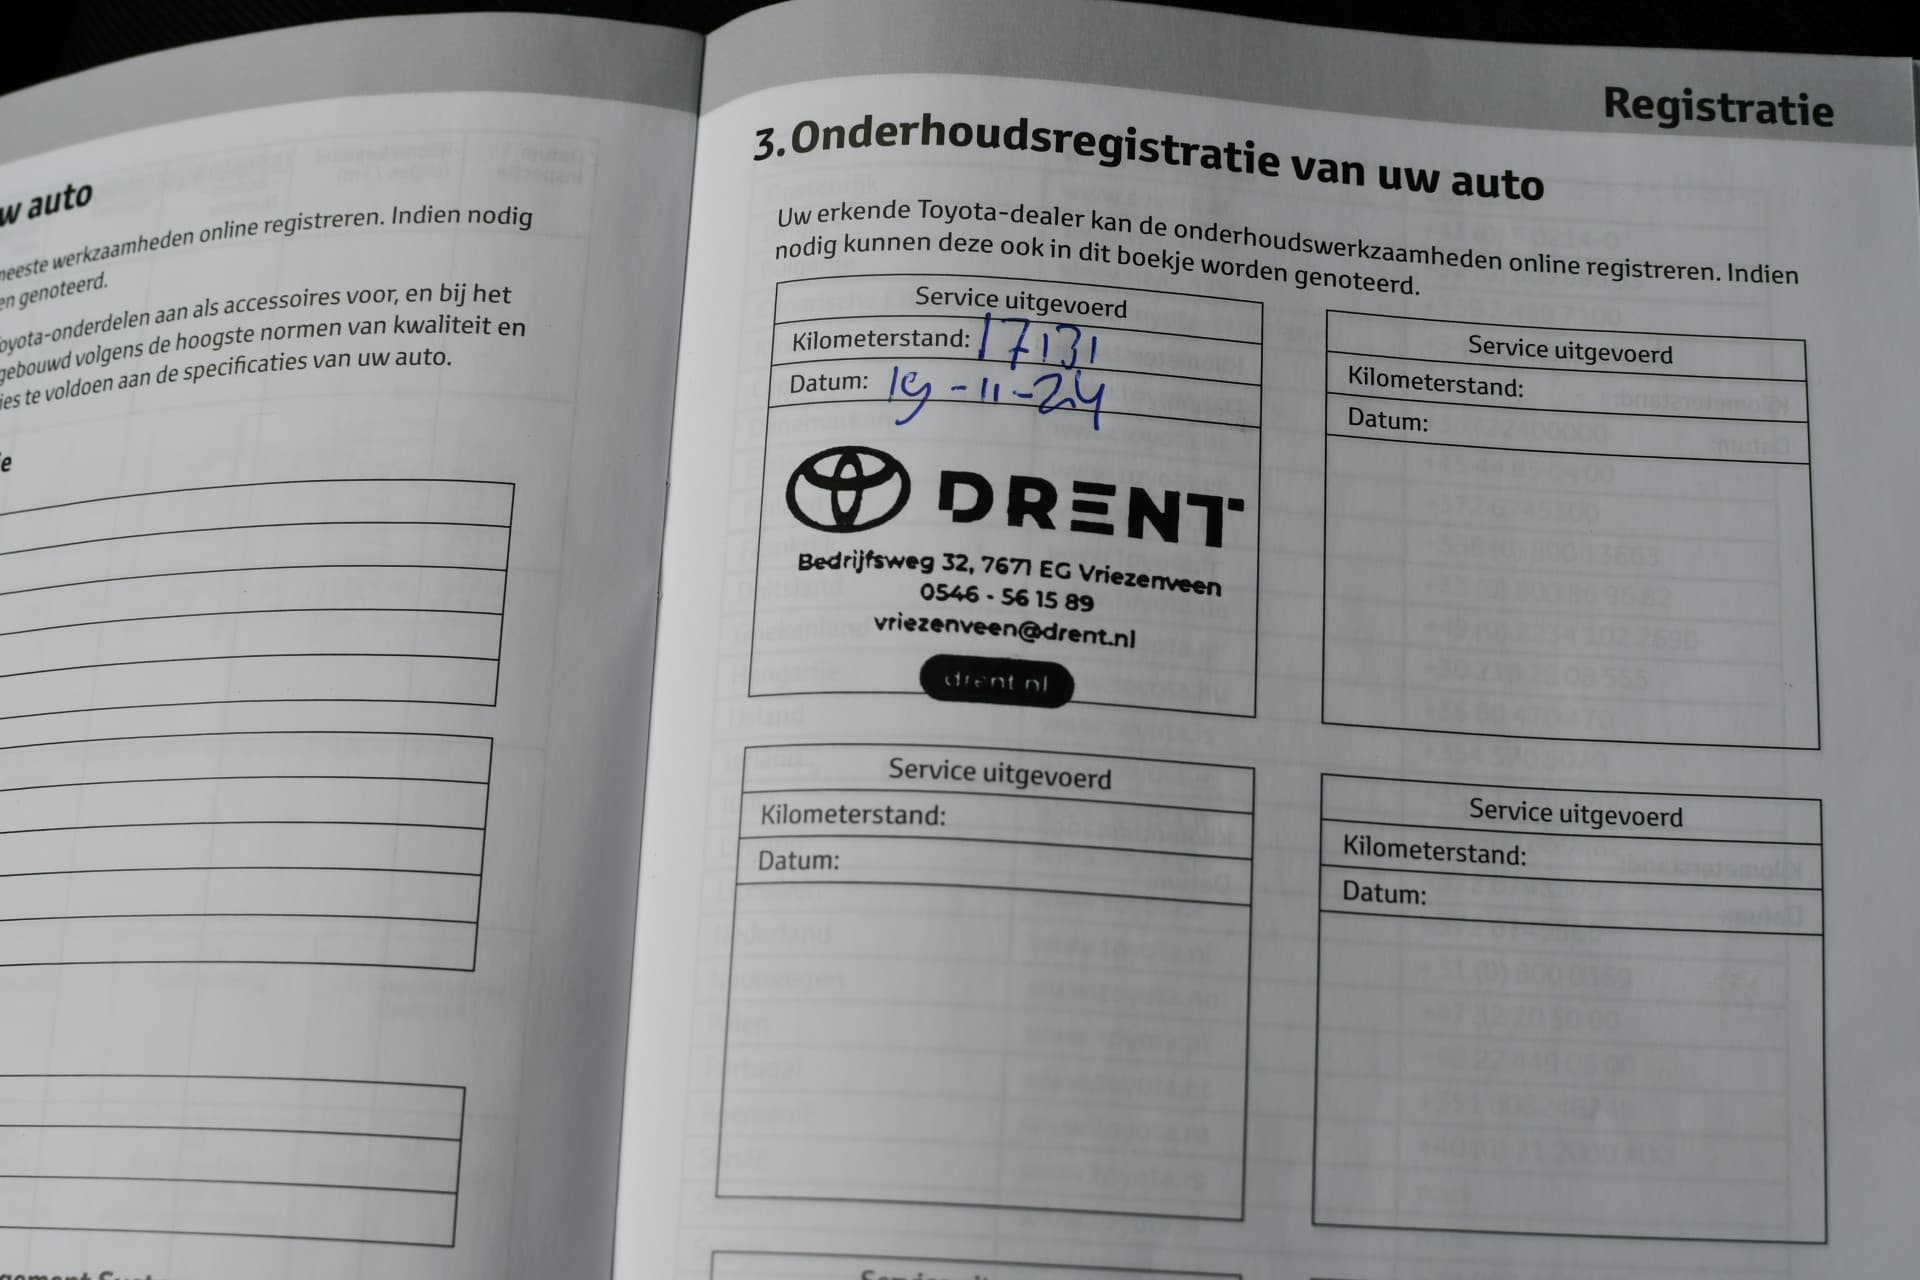 w auto
meeste werkzaamheden online registreren. Indien nodig
en genoteerd.
Toyota-onderdelen aan als accessoires voor, en bij het
gebouwd volgens de hoogste normen van kwaliteit en
ies te voldoen aan de specificaties van uw auto.
Registratie
3. Onderhoudsregistratie van uw auto
Uw erkende Toyota-dealer kan de onderhoudswerkzaamheden online registreren. Indien
nodig kunnen deze ook in dit boekje worden genoteerd.
Service uitgevoerd
Kilometerstand: 17131
Datum: 19-11-24
DRENT
Bedrijfsweg 32, 7671 EG Vriezenveen
0546 - 56 15 89
vriezenveen@drent.nl
drent.nl
Service uitgevoerd
Kilometerstand:
Datum:
Service uitgevoerd
Kilometerstand:
Datum:
Service uitgevoerd
Kilometerstand:
Datum: